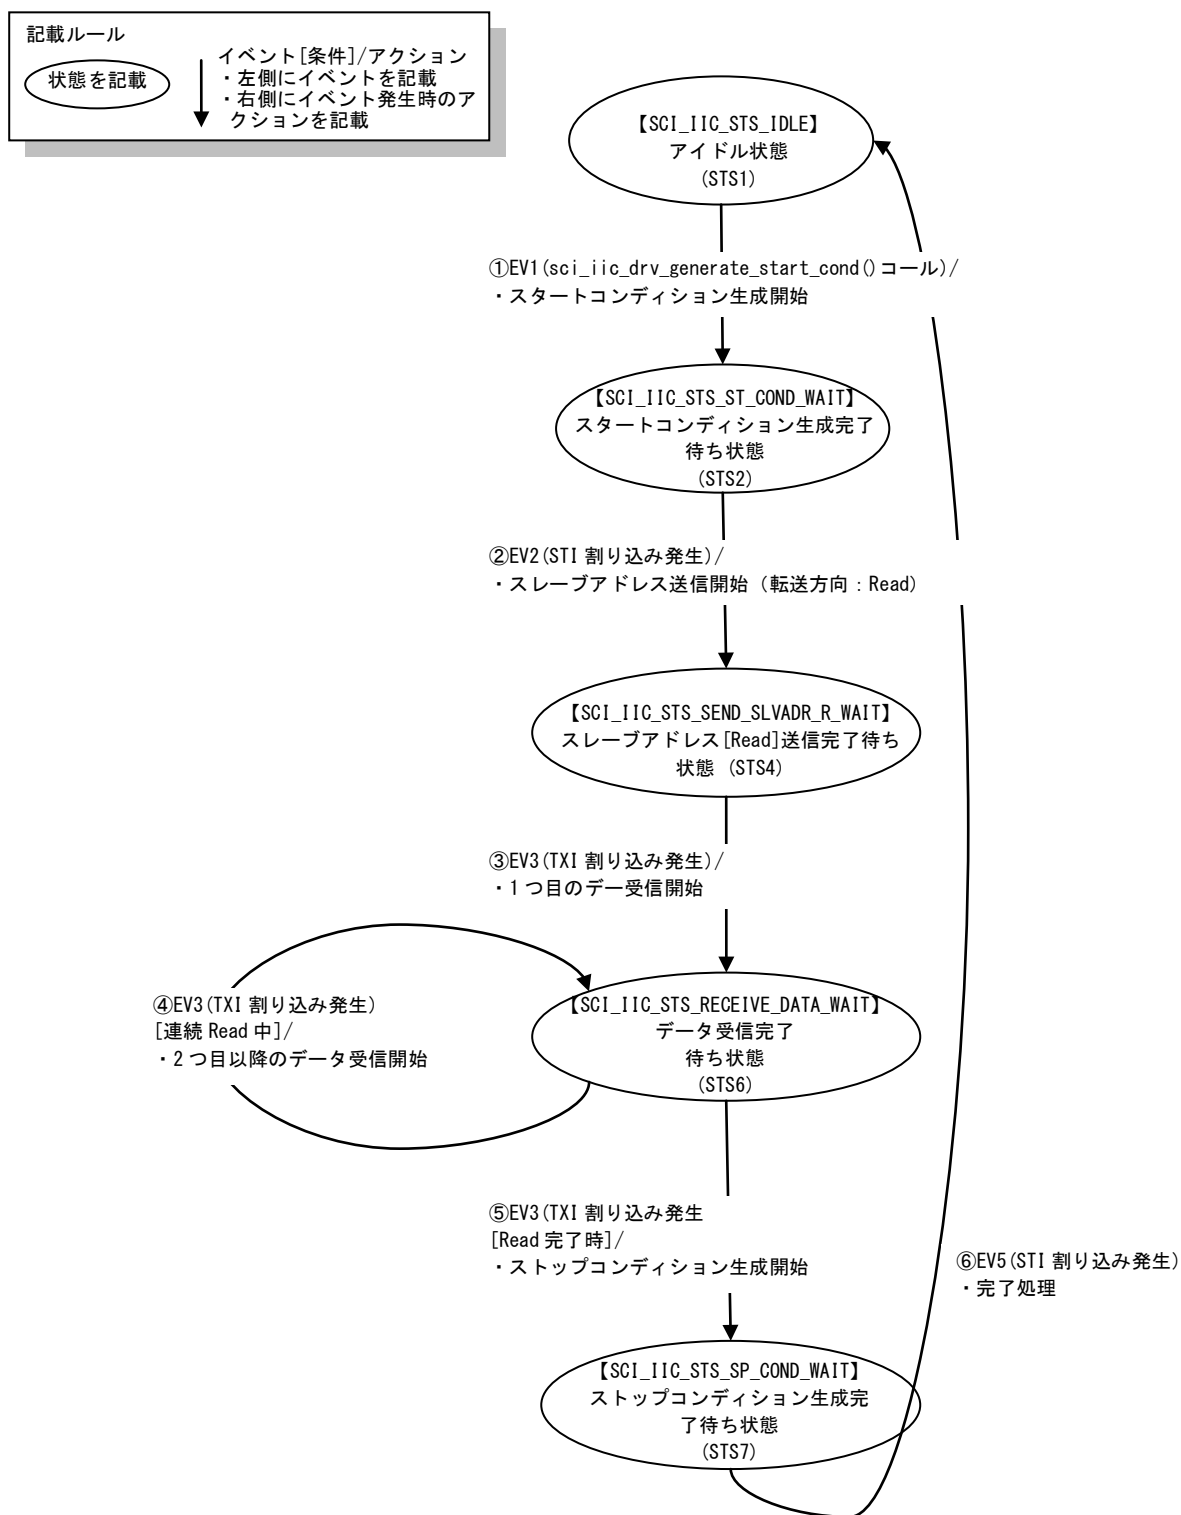 記載ルール
状態を記載
イベント[条件]/アクション
・左側にイベントを記載
・右側にイベント発生時のア
クションを記載
【SCI_IIC_STS_IDLE】
アイドル状態
(STS1)
①EV1(sci_iic_drv_generate_start_cond()コール)/
・スタートコンディション生成開始
【SCI_IIC_STS_ST_COND_WAIT】
スタートコンディション生成完了
待ち状態
(STS2)
②EV2(STI 割り込み発生)/
・スレーブアドレス送信開始（転送方向：Read）
【SCI_IIC_STS_SEND_SLVADR_R_WAIT】
スレーブアドレス[Read]送信完了待ち
状態 (STS4)
③EV3(TXI 割り込み発生)/
・1 つ目のデー受信開始
④EV3(TXI 割り込み発生)
[連続 Read 中]/
・2 つ目以降のデータ受信開始
【SCI_IIC_STS_RECEIVE_DATA_WAIT】
データ受信完了
待ち状態
(STS6)
⑤EV3(TXI 割り込み発生
[Read 完了時]/
・ストップコンディション生成開始
⑥EV5(STI 割り込み発生)
・完了処理
【SCI_IIC_STS_SP_COND_WAIT】
ストップコンディション生成完
了待ち状態
(STS7)